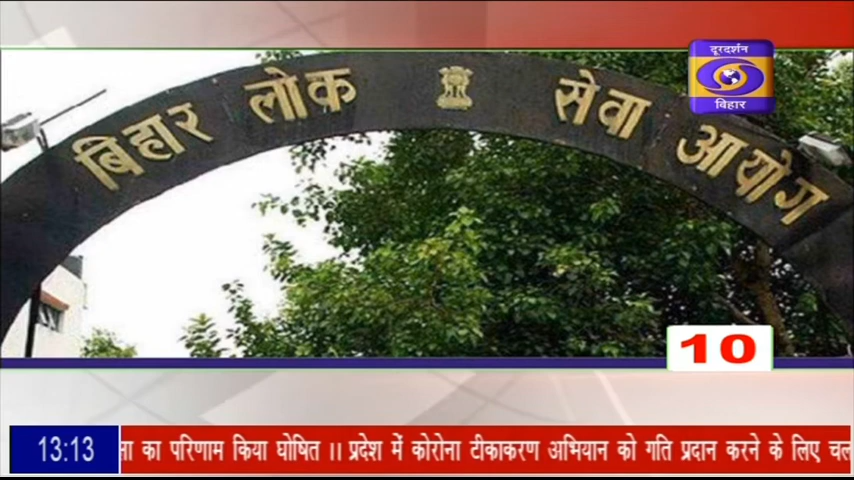 दूरदर्शन
बिहार
बिहार लोक सेवा आयोग
10
13:13
का परिणाम किया घोषित ।। प्रदेश में कोरोना टीकाकरण अभियान को गति प्रदान करने के लिए